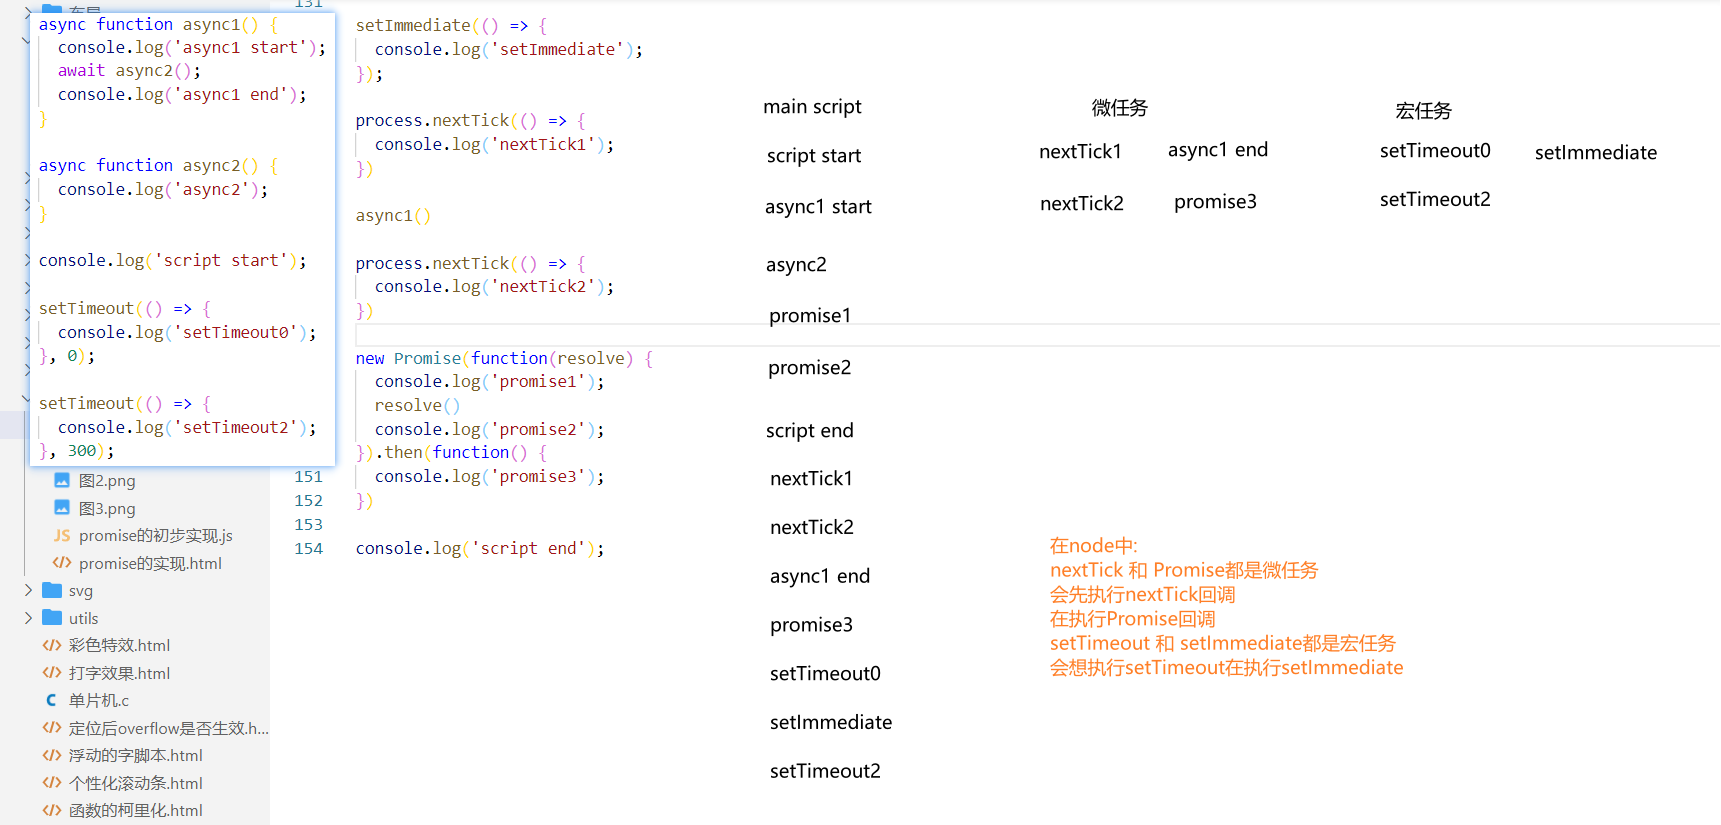 async function async1() {
console.log('async1 start');
await async2();
console.log('async1 end');
}
async function async2() {
console.log('async2');
}
console.log('script start');
setTimeout(() => {
console.log('setTimeout0');
}, 0);
setTimeout(() => {
console.log('setTimeout2');
}, 300);
图2.png
图3.png
JS promise的初步实现.js
</> promise的实现.html
svg
utils
</> 彩色特效.html
</> 打字效果.html
C 单片机.c
</> 定位后overflow是否生效.h...
</> 浮动的字脚本.html
</> 个性化滚动条.html
</> 函数的柯里化.html
131
setImmediate(() => {
console.log('setImmediate');
});
process.nextTick(() => {
console.log('nextTick1');
})
async1()
process.nextTick(() => {
console.log('nextTick2');
})
new Promise(function(resolve) {
console.log('promise1');
resolve()
console.log('promise2');
}).then(function() {
151 console.log('promise3');
152 })
153
154 console.log('script end');
main script
script start
async1 start
async2
promise1
promise2
script end
nextTick1
nextTick2
async1 end
promise3
setTimeout0
setImmediate
setTimeout2
微任务
nextTick1 async1 end
nextTick2 promise3
宏任务
setTimeout0 setImmediate
setTimeout2
在node中:
nextTick 和 Promise都是微任务
会先执行nextTick回调
在执行Promise回调
setTimeout 和 setImmediate都是宏任务
会想执行setTimeout在执行setImmediate